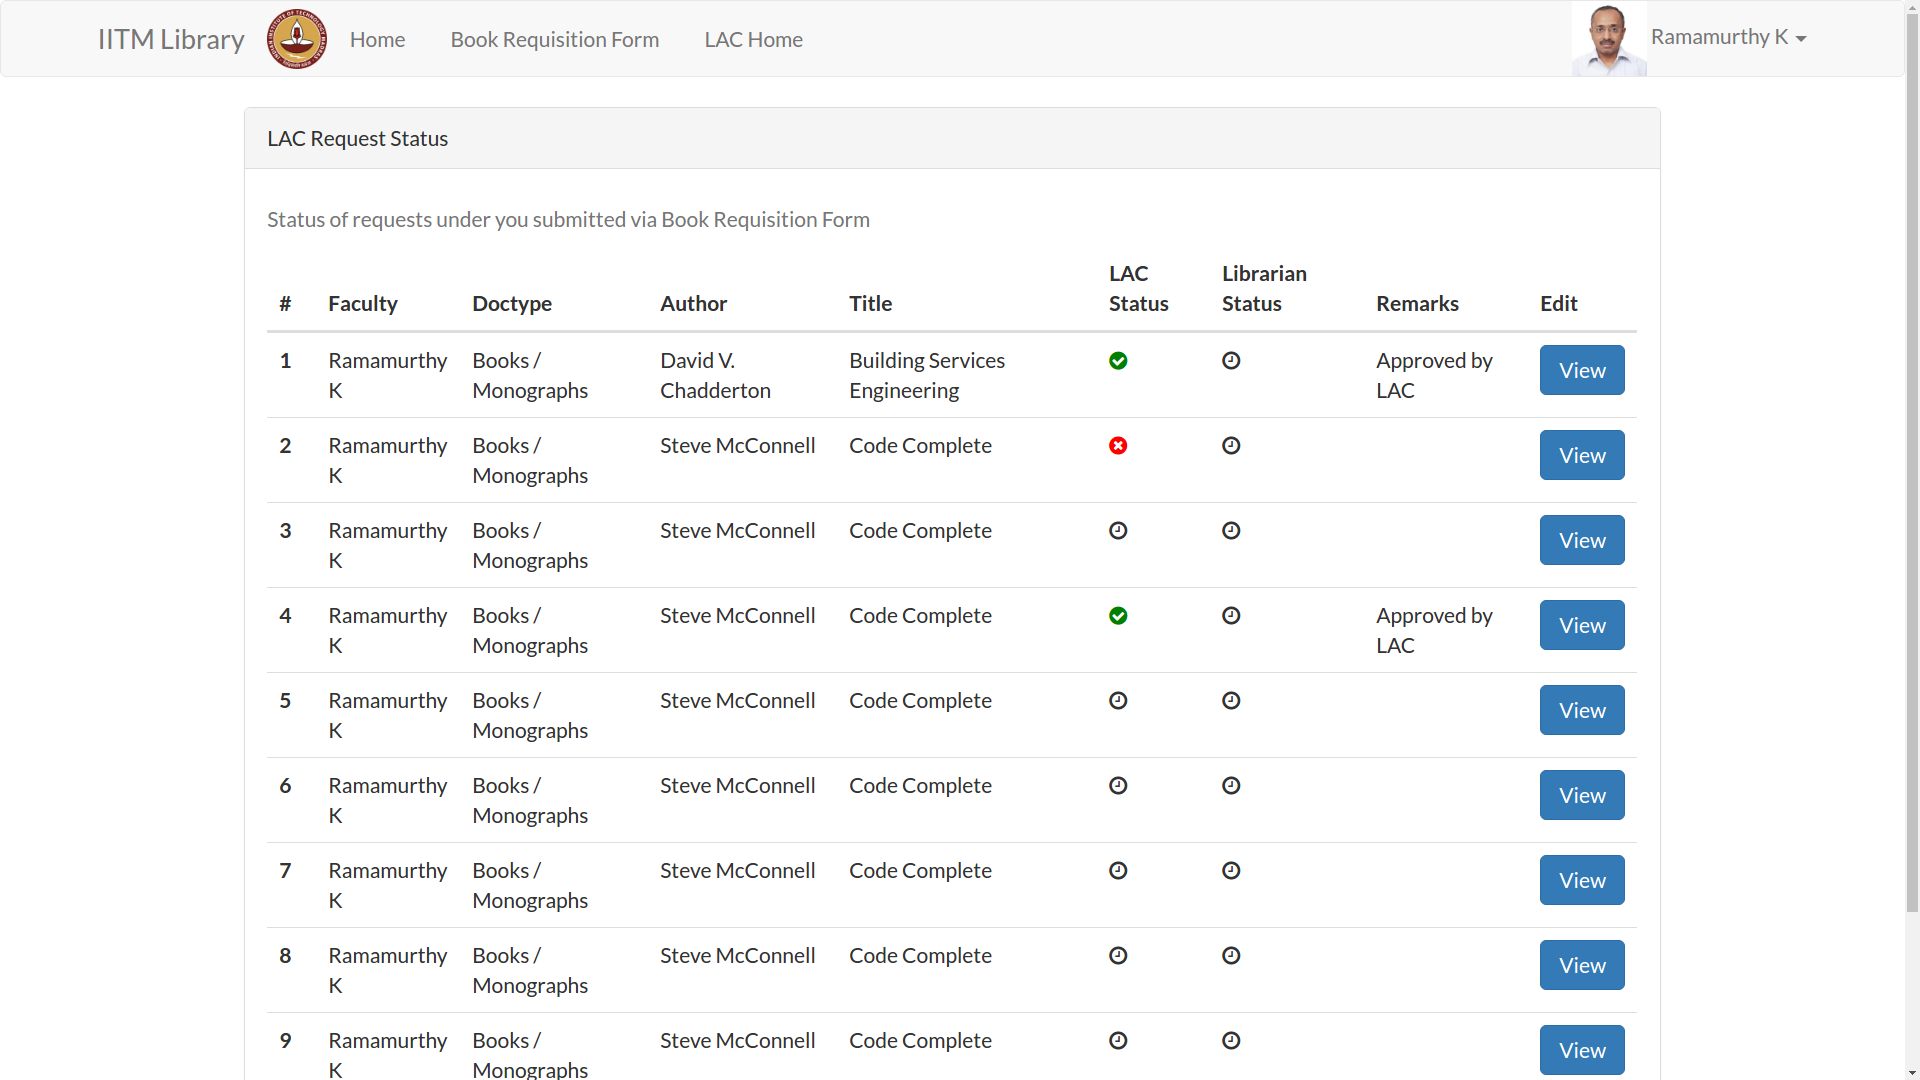 IITM Library Home Book Requisition Form LAC Home Ramamurthy K
LAC Request Status
Status of requests under you submitted via Book Requisition Form
# Faculty Doctype Author Title LAC Status Librarian Status Remarks Edit
1 Ramamurthy K Books / Monographs David V. Chadderton Building Services Engineering Approved by LAC View
2 Ramamurthy K Books / Monographs Steve McConnell Code Complete View
3 Ramamurthy K Books / Monographs Steve McConnell Code Complete View
4 Ramamurthy K Books / Monographs Steve McConnell Code Complete Approved by LAC View
5 Ramamurthy K Books / Monographs Steve McConnell Code Complete View
6 Ramamurthy K Books / Monographs Steve McConnell Code Complete View
7 Ramamurthy K Books / Monographs Steve McConnell Code Complete View
8 Ramamurthy K Books / Monographs Steve McConnell Code Complete View
9 Ramamurthy K Books / Monographs Steve McConnell Code Complete View